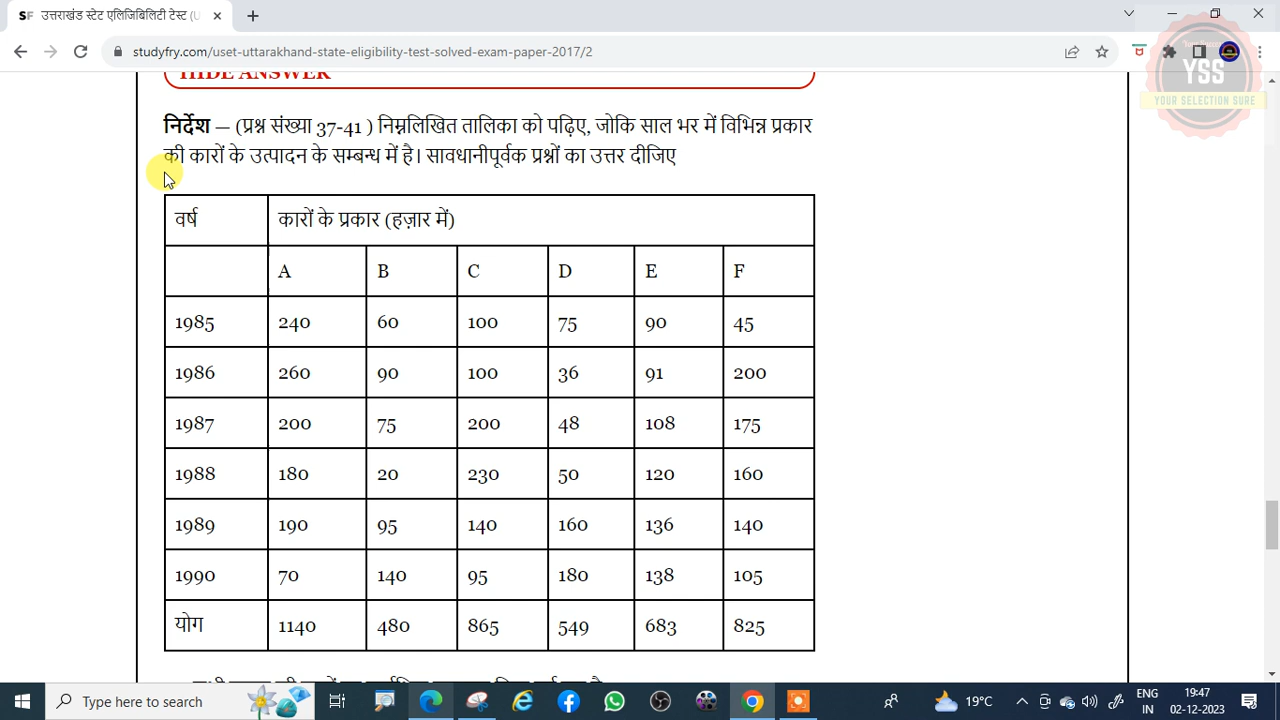 SF उत्तराखंड स्टेट एलिजिबिलिटी टेस्ट (U
studyfry.com/uset-uttarakhand-state-eligibility-test-solved-exam-paper-2017/2
YSS
YOUR SELECTION SURE
HIDE ANSWER
निर्देश — (प्रश्न संख्या 37-41 ) निम्नलिखित तालिका को पढ़िए, जोकि साल भर में विभिन्न प्रकार
की कारों के उत्पादन के सम्बन्ध में है। सावधानीपूर्वक प्रश्नों का उत्तर दीजिए
वर्ष कारों के प्रकार (हज़ार में)
A B C D E F
1985 240 60 100 75 90 45
1986 260 90 100 36 91 200
1987 200 75 200 48 108 175
1988 180 20 230 50 120 160
1989 190 95 140 160 136 140
1990 70 140 95 180 138 105
योग 1140 480 865 549 683 825
Type here to search
19°C
ENG
IN
19:47
02-12-2023